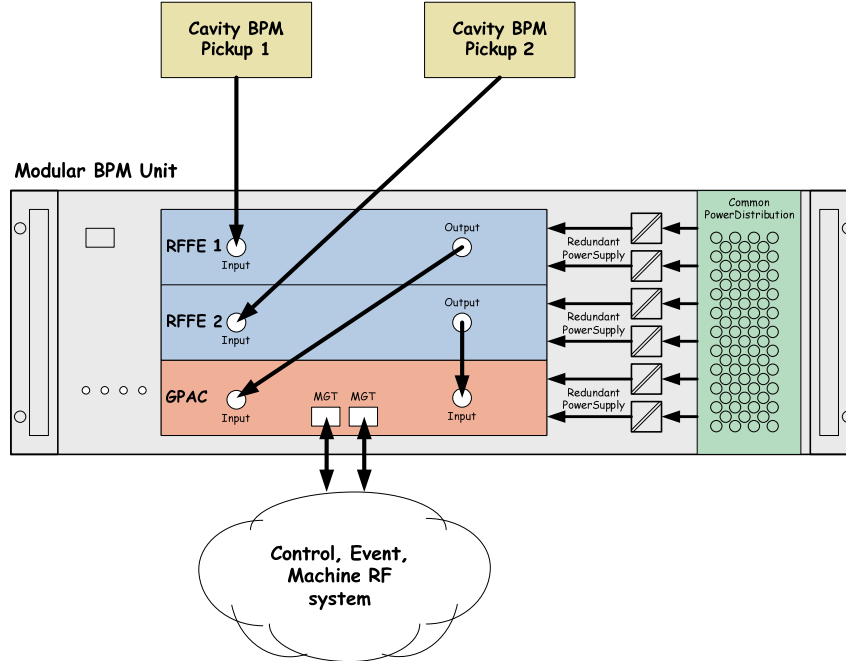 Cavity BPM
Pickup 1
Cavity BPM
Pickup 2
Modular BPM Unit
Common
PowerDistribution
RFFE 1
Input
Output
Redundant
PowerSupply
RFFE 2
Input
Output
Redundant
PowerSupply
GPAC
Input
MGT
MGT
Input
Redundant
PowerSupply
Control, Event,
Machine RF
system